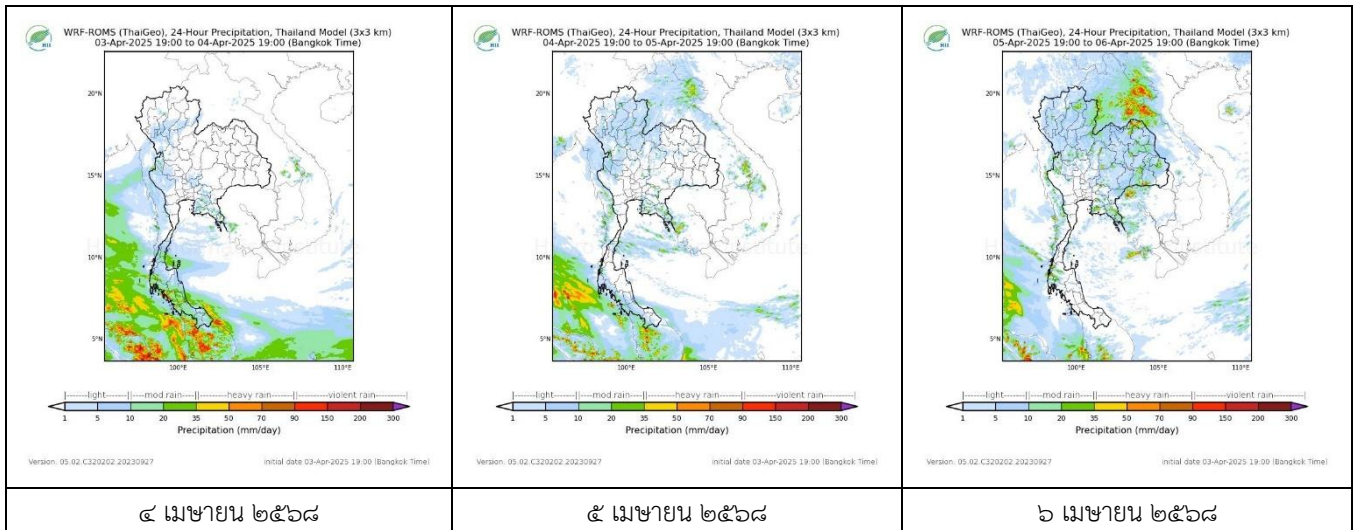 WRF-ROMS (ThaiGeo), 24-Hour Precipitation, Thailand Model (3x3 km)
03-Apr-2025 19:00 to 04-Apr-2025 19:00 (Bangkok Time)
20°N
15°N
10°N
5°N
100°E 105°E 110°E
light mod rain heavy rain violent rain
1 5 10 20 35 50 70 90 150 200 300
Precipitation (mm/day)
Version: 05.02.C320202.20230927 initial date 03-Apr-2025 19:00 (Bangkok Time)
๔ เมษายน ๒๕๖๘
WRF-ROMS (ThaiGeo), 24-Hour Precipitation, Thailand Model (3x3 km)
04-Apr-2025 19:00 to 05-Apr-2025 19:00 (Bangkok Time)
20°N
15°N
10°N
5°N
100°E 105°E 110°E
light mod rain heavy rain violent rain
1 5 10 20 35 50 70 90 150 200 300
Precipitation (mm/day)
Version: 05.02.C320202.20230927 initial date 03-Apr-2025 19:00 (Bangkok Time)
๕ เมษายน ๒๕๖๘
WRF-ROMS (ThaiGeo), 24-Hour Precipitation, Thailand Model (3x3 km)
05-Apr-2025 19:00 to 06-Apr-2025 19:00 (Bangkok Time)
20°N
15°N
10°N
5°N
100°E 105°E 110°E
light mod rain heavy rain violent rain
1 5 10 20 35 50 70 90 150 200 300
Precipitation (mm/day)
Version: 05.02.C320202.20230927 initial date 03-Apr-2025 19:00 (Bangkok Time)
๖ เมษายน ๒๕๖๘